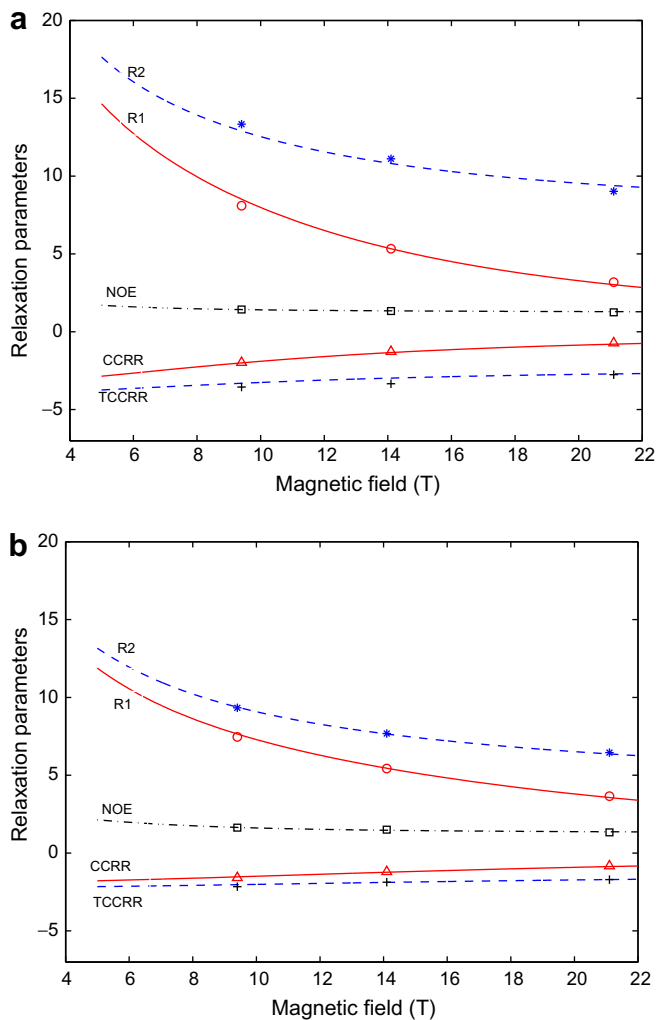 a
20
15
10
5
0
−5
Relaxation parameters
R2
R1
NOE
CCRR
TCCRR
4 6 8 10 12 14 16 18 20 22
Magnetic field (T)
b
20
15
10
5
0
−5
Relaxation parameters
R2
R1
NOE
CCRR
TCCRR
4 6 8 10 12 14 16 18 20 22
Magnetic field (T)